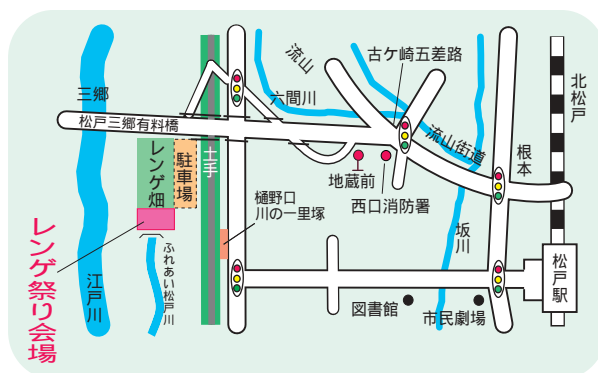 三郷
松戸三郷有料橋
レンゲ畑
駐車場
土手
流山
六間川
古ケ崎五差路
流山街道
北松戸
根本
地蔵前
西口消防署
樋野口
川の一里塚
坂川
ふれあい松戸川
江戸川
レンゲ祭り会場
図書館
市民劇場
松戸駅